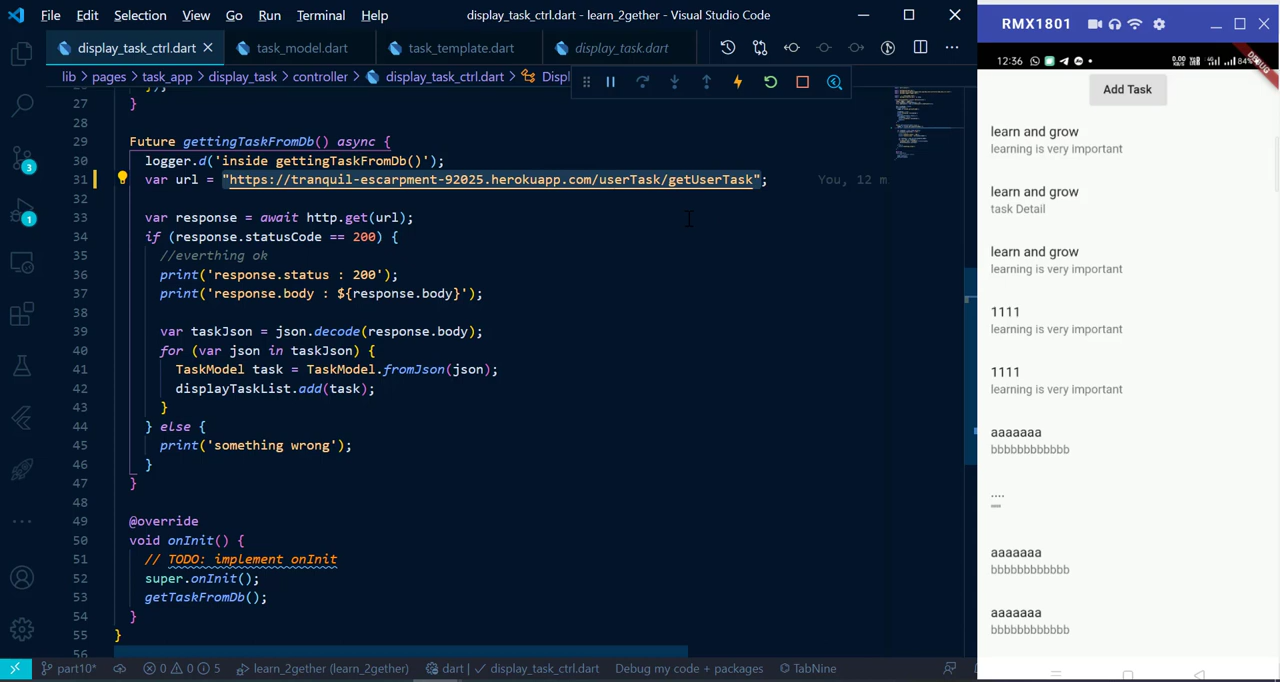 File Edit Selection View Go Run Terminal Help display_task_ctrl.dart - learn_2gether - Visual Studio Code
display_task_ctrl.dart task_model.dart task_template.dart display_task.dart
lib > pages > task_app > display_task > controller > display_task_ctrl.dart > Displ
27 }
28
29 Future gettingTaskFromDb() async {
30 logger.d('inside gettingTaskFromDb()');
31 var url = "https://tranquil-escarpment-92025.herokuapp.com/userTask/getUserTask"; You, 12 m
32
33 var response = await http.get(url);
34 if (response.statusCode == 200) {
35 //everthing ok
36 print('response.status : 200');
37 print('response.body : ${response.body}');
38
39 var taskJson = json.decode(response.body);
40 for (var json in taskJson) {
41 TaskModel task = TaskModel.fromJson(json);
42 displayTaskList.add(task);
43 }
44 } else {
45 print('something wrong');
46 }
47 }
48
49 @override
50 void onInit() {
51 // TODO: implement onInit
52 super.onInit();
53 getTaskFromDb();
54 }
55 }
56
3
1
part10* 0 0 5 learn_2gether (learn_2gether) dart | ✓ display_task_ctrl.dart Debug my code + packages TabNine
RMX1801
12:36 0.00 84%
DEBUG
Add Task
learn and grow
learning is very important
learn and grow
task Detail
learn and grow
learning is very important
1111
learning is very important
1111
learning is very important
aaaaaaa
bbbbbbbbbbbb
....
aaaaaaa
bbbbbbbbbbbb
aaaaaaa
bbbbbbbbbbbb